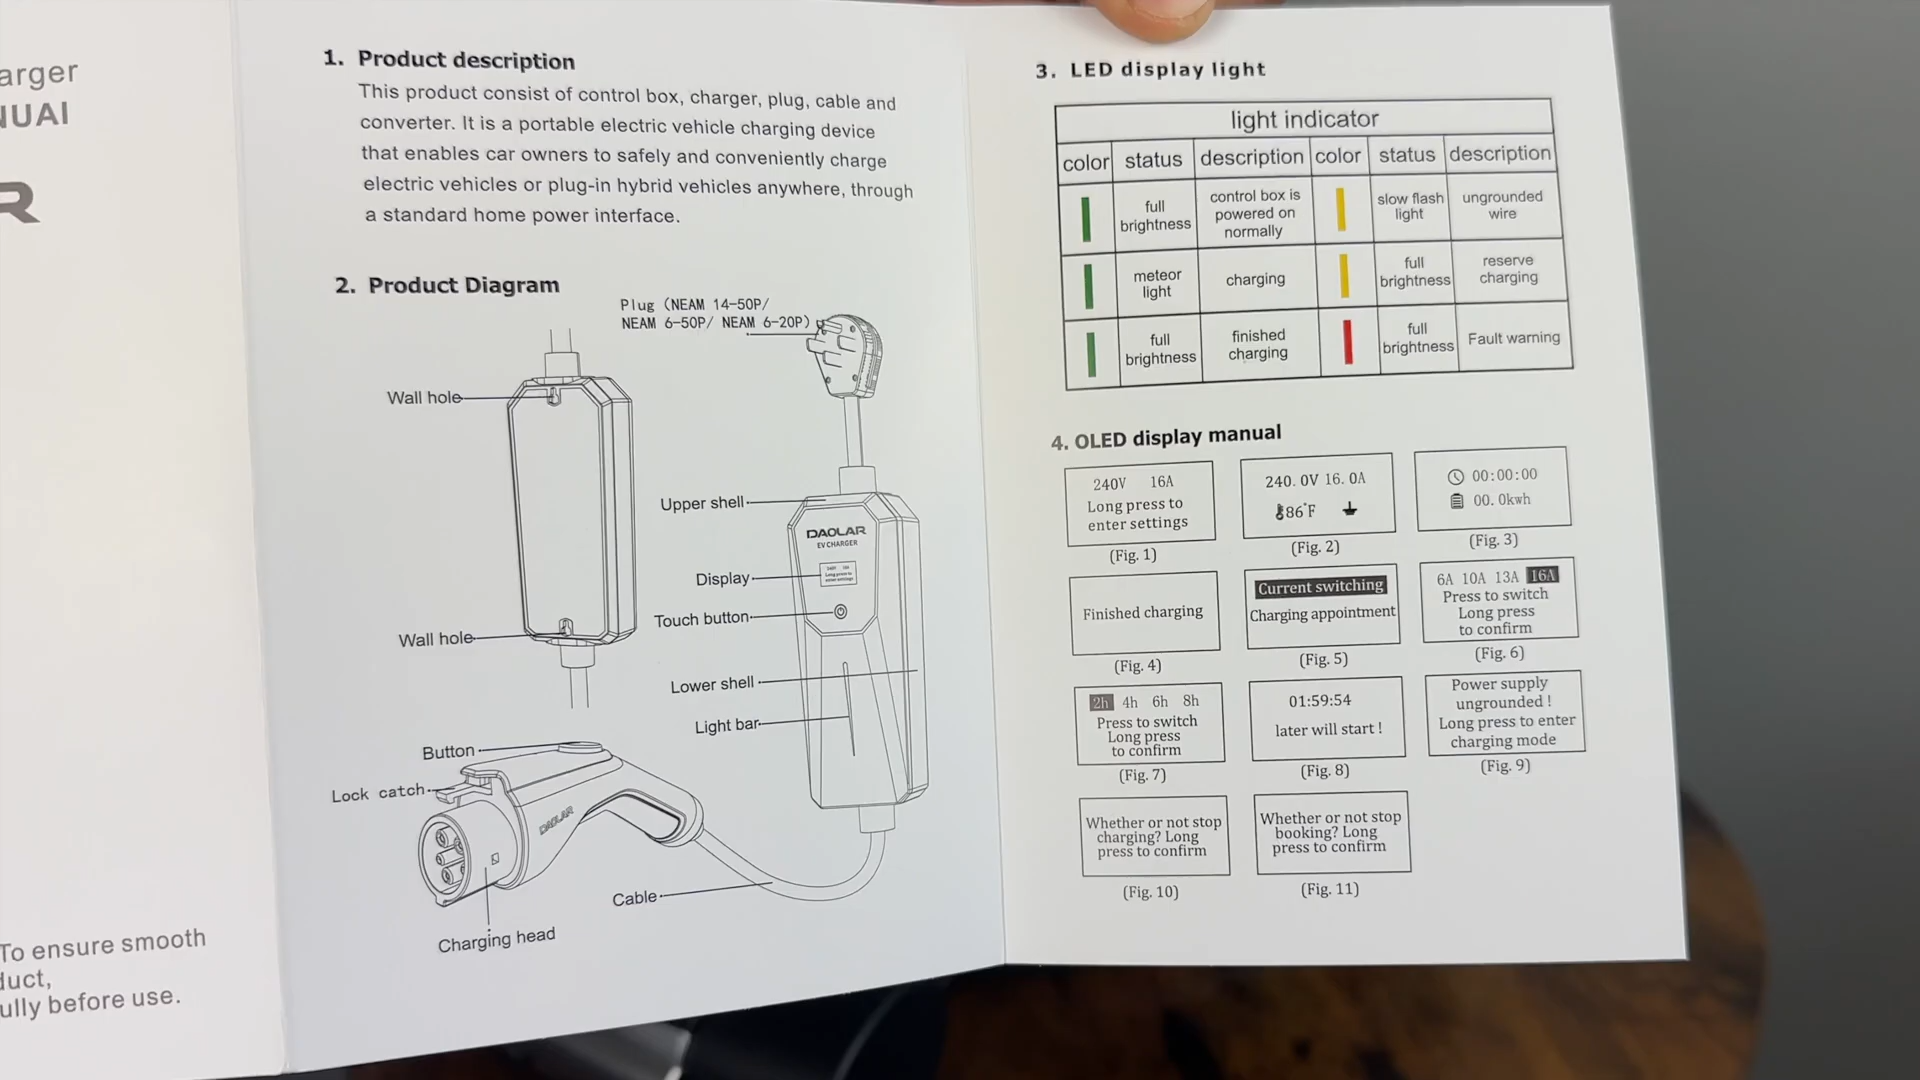 arger
NUAl
R
To ensure smooth
duct,
ully before use.
1. Product description
This product consist of control box, charger, plug, cable and
converter. It is a portable electric vehicle charging device
that enables car owners to safely and conveniently charge
electric vehicles or plug-in hybrid vehicles anywhere, through
a standard home power interface.
2. Product Diagram
Plug (NEAM 14-50P/
NEAM 6-50P/ NEAM 6-20P)
Wall hole
Upper shell
DAOLAR
EV CHARGER
240V 16A
Long press to
enter settings
Display
Touch button
Wall hole
Lower shell
Light bar
Button
Lock catch
DAOLAR
Cable
Charging head
3. LED display light
light indicator
color status description color status description
full brightness control box is powered on normally slow flash light ungrounded wire
meteor light charging full brightness reserve charging
full brightness finished charging full brightness Fault warning
4. OLED display manual
240V 16A
Long press to
enter settings
(Fig. 1)
240. 0V 16. 0A
86°F
(Fig. 2)
00:00:00
00. 0kwh
(Fig. 3)
Finished charging
(Fig. 4)
Current switching
Charging appointment
(Fig. 5)
6A 10A 13A 16A
Press to switch
Long press
to confirm
(Fig. 6)
2h 4h 6h 8h
Press to switch
Long press
to confirm
(Fig. 7)
01:59:54
later will start !
(Fig. 8)
Power supply
ungrounded !
Long press to enter
charging mode
(Fig. 9)
Whether or not stop
charging? Long
press to confirm
(Fig. 10)
Whether or not stop
booking? Long
press to confirm
(Fig. 11)